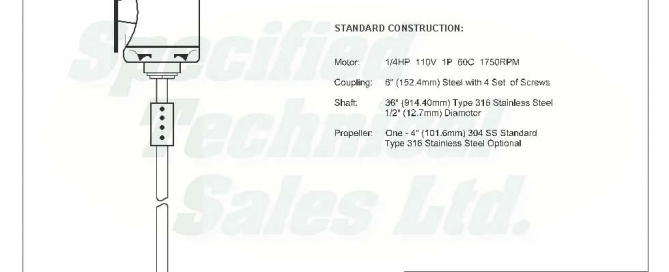 Specified
Technical
Sales Ltd.
STANDARD CONSTRUCTION:
Motor: 1/4HP 110V 1P 60C 1750RPM
Coupling: 6" (152.4mm) Steel with 4 Set of Screws
Shaft: 36" (914.40mm) Type 316 Stainless Steel
1/2" (12.7mm) Diamotor
Propeller: One - 4" (101.6mm) 304 SS Standard
Type 316 Stainless Steel Optional